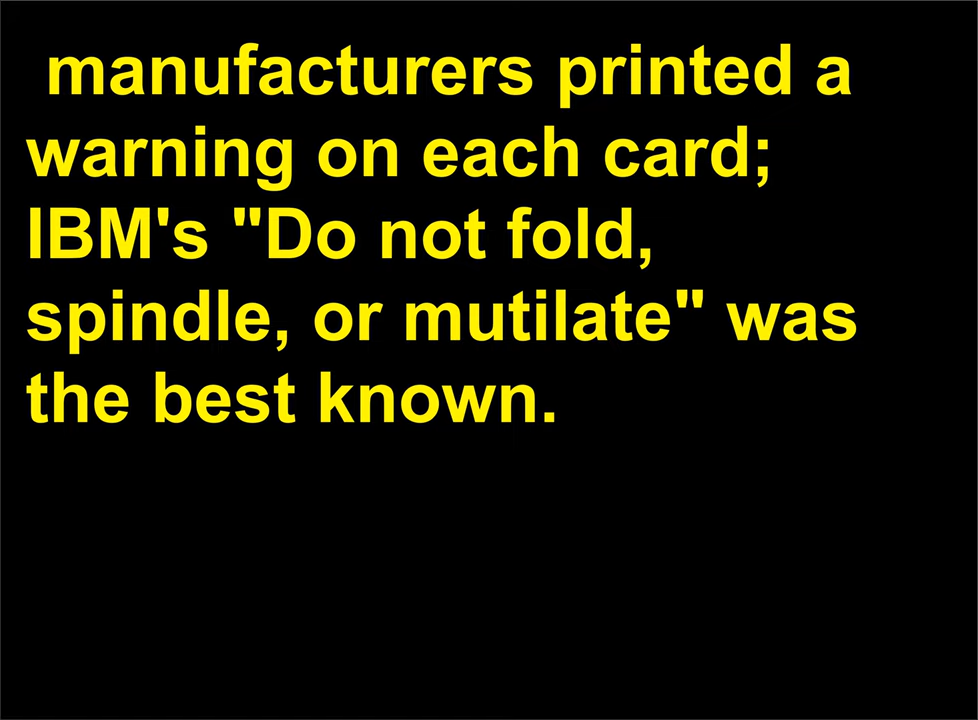 manufacturers printed a
warning on each card;
IBM's "Do not fold,
spindle, or mutilate" was
the best known.